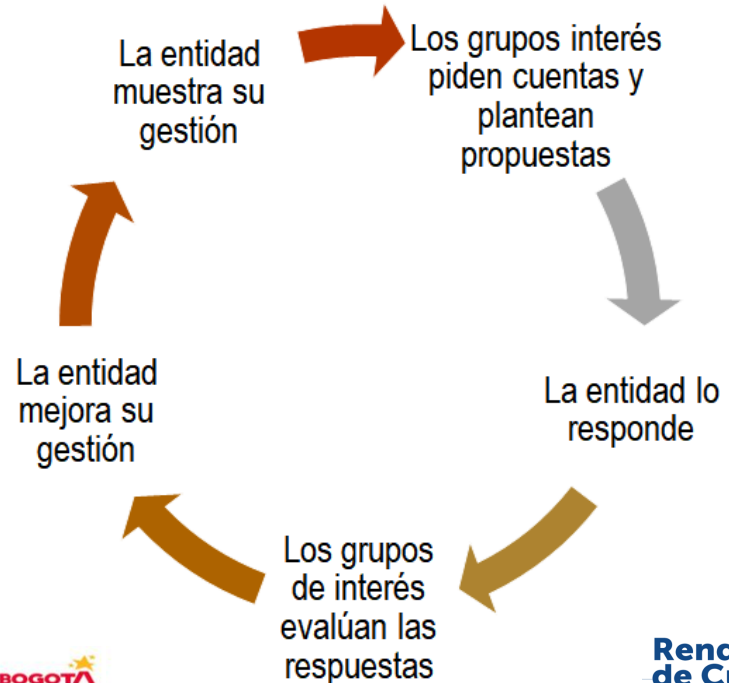 La entidad
muestra su
gestión
Los grupos interés
piden cuentas y
plantean
propuestas
La entidad lo
responde
Los grupos
de interés
evalúan las
respuestas
La entidad
mejora su
gestión
BOGOTÁ